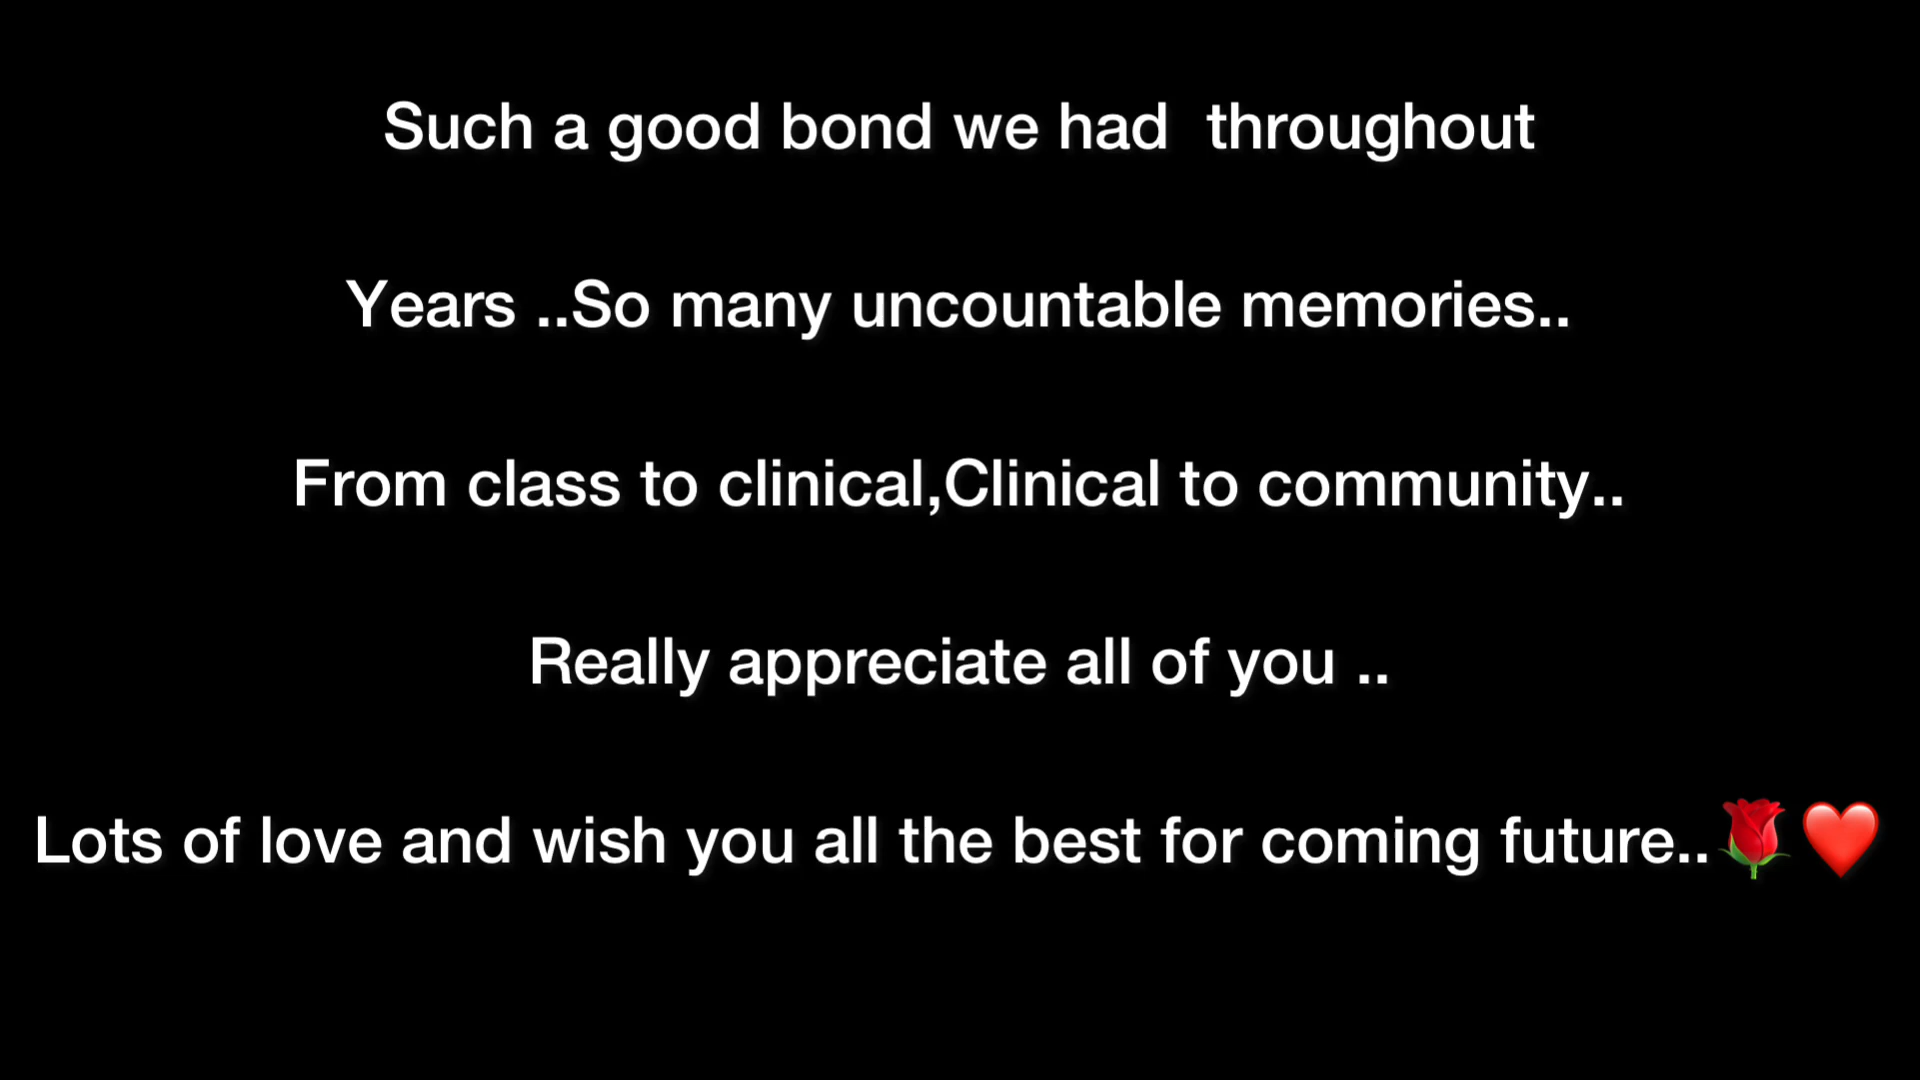 Such a good bond we had  throughout
Years ..So many uncountable memories..
From class to clinical,Clinical to community..
Really appreciate all of you ..
Lots of love and wish you all the best for coming future..🌹❤️